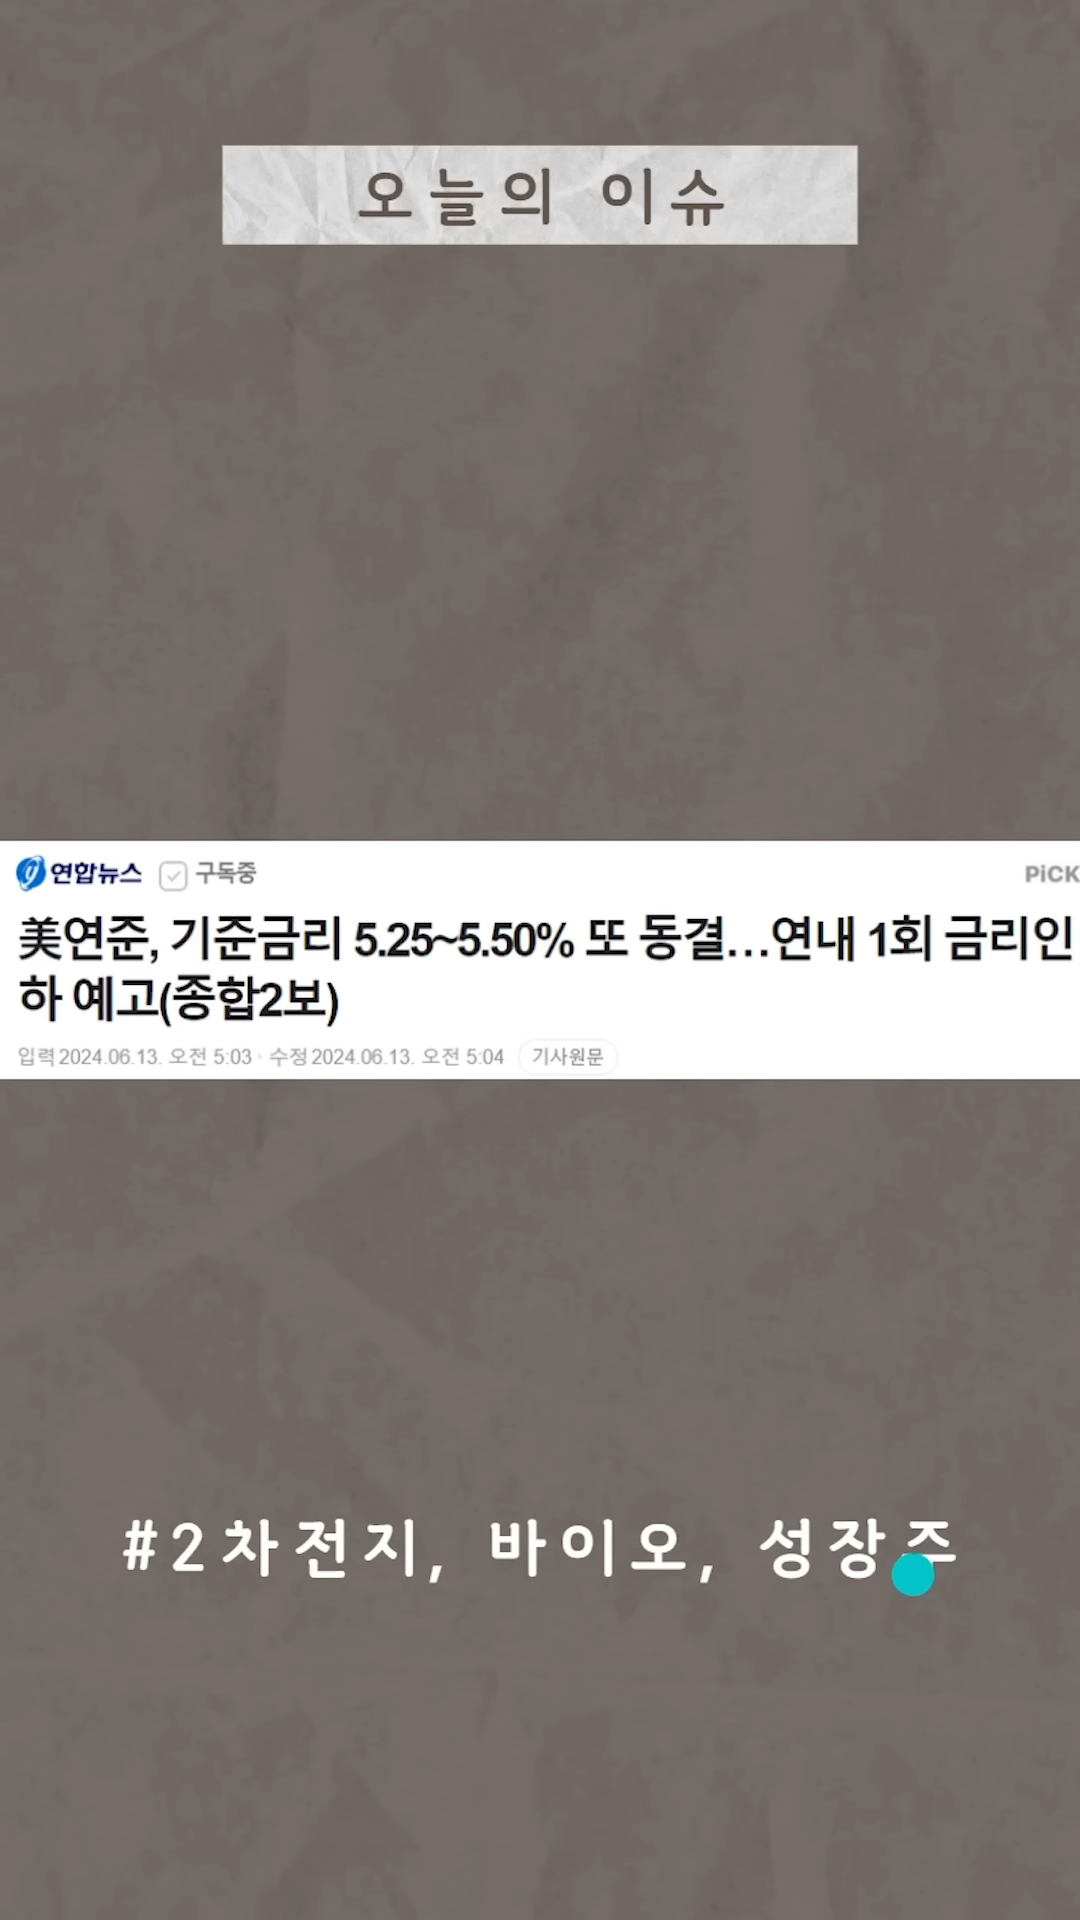 오늘의 이슈
연합뉴스 구독중 PiCK
美연준, 기준금리 5.25~5.50% 또 동결…연내 1회 금리인
하 예고(종합2보)
입력 2024.06.13. 오전 5:03 · 수정 2024.06.13. 오전 5:04 기사원문
#2차전지, 바이오, 성장주